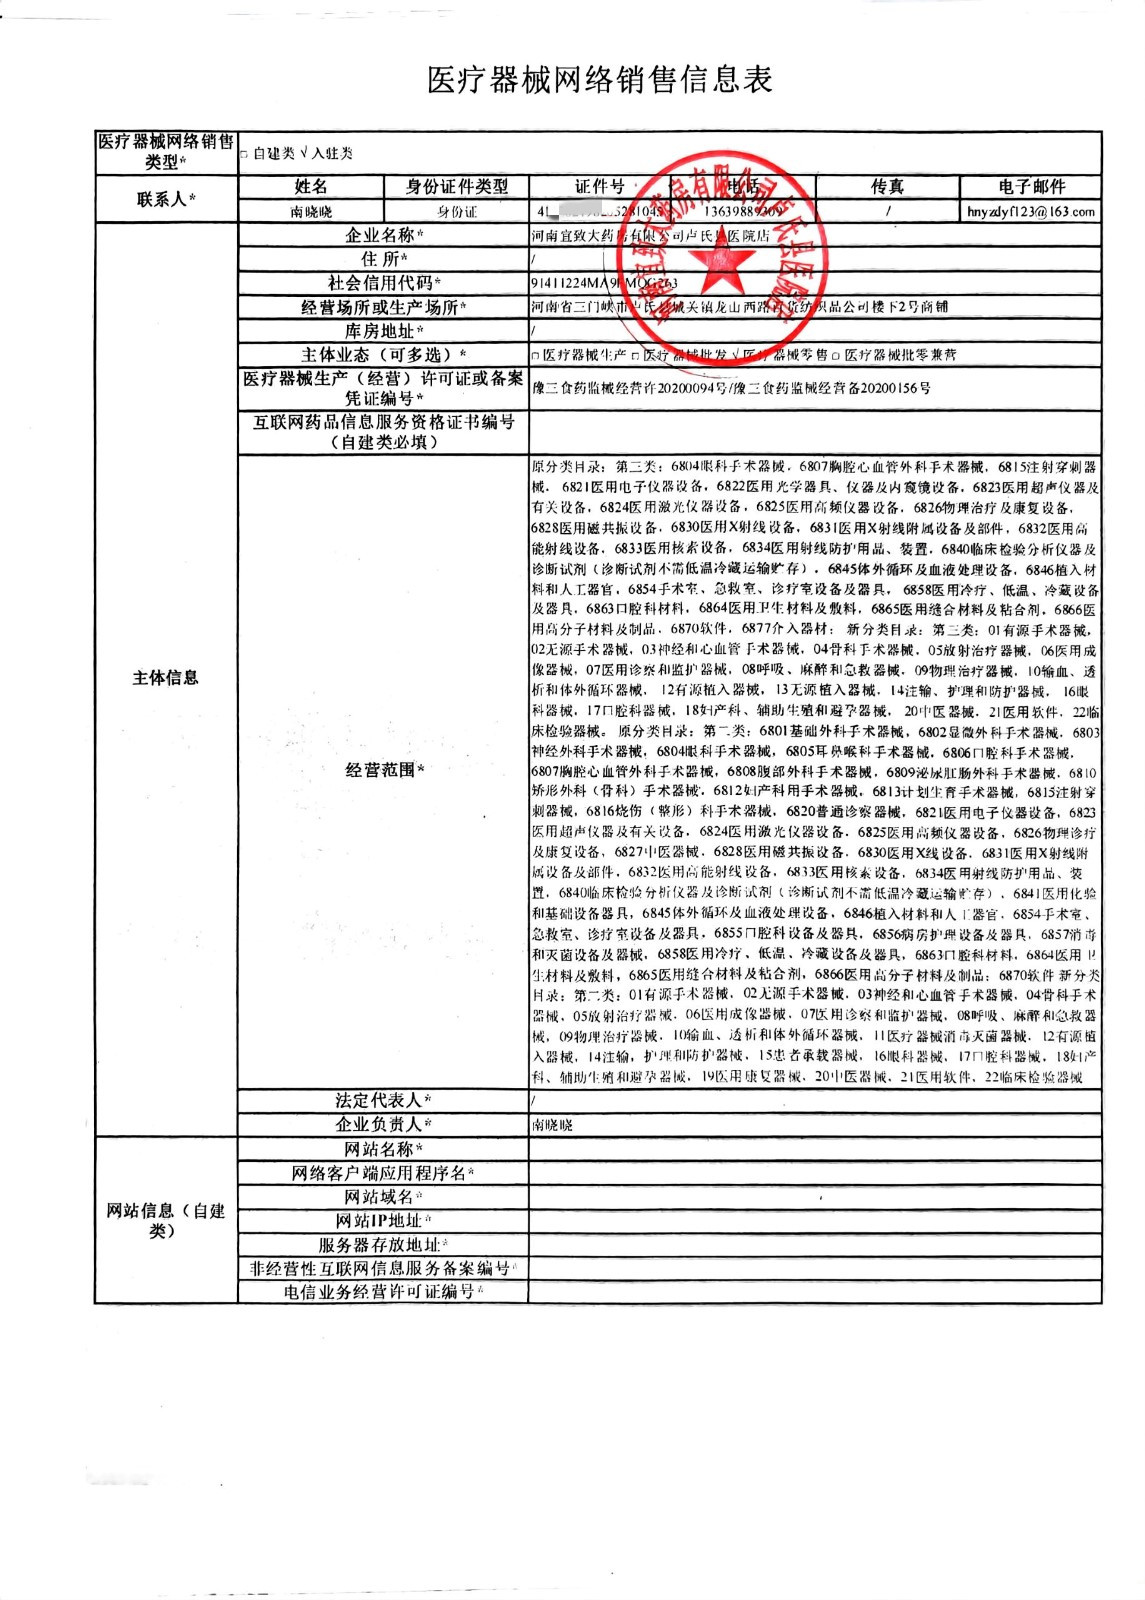 医疗器械网络销售信息表
医疗器械网络销售
类型*
□ 自建类 √ 入驻类
联系人*
姓名
身份证件类型
证件号
电话
传真
电子邮件
南晓晓
身份证
/
hnyzdyf123@163.com
主体信息
企业名称*
河南宜致大药房有限公司卢氏县医院店
住所*
/
社会信用代码*
经营场所或生产场所*
河南省三门峡市卢氏县城关镇龙山西路百货纺织品公司楼下2号商铺
库房地址*
/
主体业态（可多选）*
□ 医疗器械生产 □ 医疗器械批发 √ 医疗器械零售 □ 医疗器械批零兼营
医疗器械生产（经营）许可证或备案
凭证编号*
豫三食药监械经营许20200094号/豫三食药监械经营备20200156号
互联网药品信息服务资格证书编号
（自建类必填）
经营范围*
原分类目录：第三类：6804眼科手术器械，6807胸腔心血管外科手术器械，6815注射穿刺器
械，6821医用电子仪器设备，6822医用光学器具、仪器及内窥镜设备，6823医用超声仪器及
有关设备，6824医用激光仪器设备，6825医用高频仪器设备，6826物理治疗及康复设备，
6828医用磁共振设备，6830医用X射线设备，6831医用X射线附属设备及部件，6832医用高
能射线设备，6833医用核素设备，6834医用射线防护用品、装置，6840临床检验分析仪器及
诊断试剂（诊断试剂不需低温冷藏运输贮存），6845体外循环及血液处理设备，6846植入材
料和人工器官，6854手术室、急救室、诊疗室设备及器具，6858医用冷疗、低温、冷藏设备
及器具，6863口腔科材料，6864医用卫生材料及敷料，6865医用缝合材料及粘合剂，6866医
用高分子材料及制品，6870软件，6877介入器材；新分类目录：第三类：01有源手术器械，
02无源手术器械，03神经和心血管手术器械，04骨科手术器械，05放射治疗器械，06医用成
像器械，07医用诊察和监护器械，08呼吸、麻醉和急救器械，09物理治疗器械，10输血、透
析和体外循环器械，12有源植入器械，13无源植入器械，14注输、护理和防护器械，16眼
科器械，17口腔科器械，18妇产科、辅助生殖和避孕器械，20中医器械，21医用软件，22临
床检验器械。原分类目录：第二类：6801基础外科手术器械，6802显微外科手术器械，6803
神经外科手术器械，6804眼科手术器械，6805耳鼻喉科手术器械，6806口腔科手术器械，
6807胸腔心血管外科手术器械，6808腹部外科手术器械，6809泌尿肛肠外科手术器械，6810
矫形外科（骨科）手术器械，6812妇产科用手术器械，6813计划生育手术器械，6815注射穿
刺器械，6816烧伤（整形）科手术器械，6820普通诊察器械，6821医用电子仪器设备，6823
医用超声仪器及有关设备，6824医用激光仪器设备，6825医用高频仪器设备，6826物理诊疗
及康复设备，6827中医器械，6828医用磁共振设备，6830医用X线设备，6831医用X射线附
属设备及部件，6832医用高能射线设备，6833医用核设备，6834医用射线防护用品、装
置，6840临床检验分析仪器及诊断试剂（诊断试剂不需低温冷藏运输贮存），6841医用化验
和基础设备器具，6845体外循环及血液处理设备，6846植入材料和人工器官，6854手术室、
急救室、诊疗室设备及器具，6855口腔科设备及器具，6856病房护理设备及器具，6857消毒
和灭菌设备及器械，6858医用冷疗、低温、冷藏设备及器具，6863口腔科材料，6864医用卫
生材料及敷料，6865医用缝合材料及粘合剂，6866医用高分子材料及制品；6870软件 新分类
目录：第二类：01有源手术器械，02无源手术器械，03神经和心血管手术器械，04骨科手术
器械，05放射治疗器械，06医用成像器械，07医用诊察和监护器械，08呼吸、麻醉和急救器
械，09物理治疗器械，10输血、透析和体外循环器械，11医疗器械消毒灭菌器械，12有源植
入器械，14注输，护理和防护器械，15患者承载器械，16眼科器械，17口腔科器械，18妇产
科、辅助生殖和避孕器械，19医用康复器械，20中医器械，21医用软件，22临床检验器械
法定代表人*
/
企业负责人*
南晓晓
网站信息（自建
类）
网站名称*
网络客户端应用程序名*
网站域名*
网站IP地址*
服务器存放地址*
非经营性互联网信息服务备案编号*
电信业务经营许可证编号*